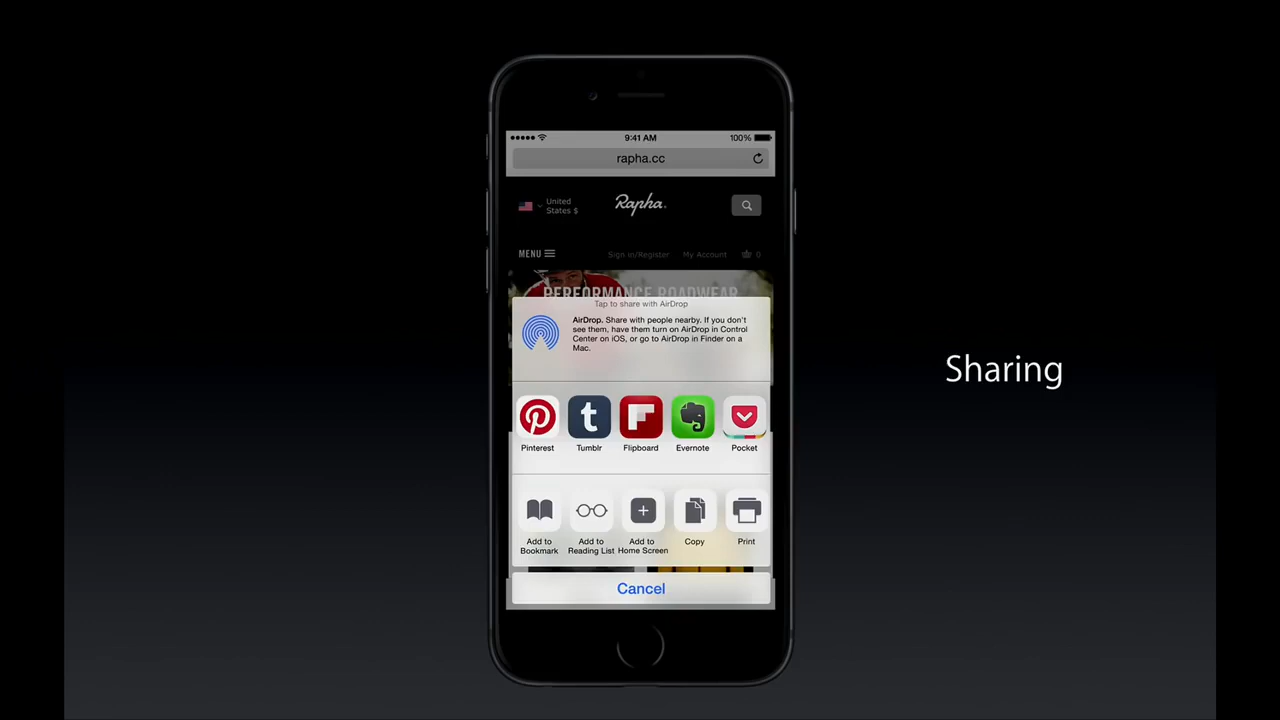 9:41 AM
100%
rapha.cc
United
States $
Rapha.
MENU
Sign in/Register
My Account
0
PERFORMANCE ROADWEAR
Tap to share with AirDrop
AirDrop. Share with people nearby. If you don't
see them, have them turn on AirDrop in Control
Center on iOS, or go to AirDrop in Finder on a
Mac.
Sharing
Pinterest
Tumblr
Flipboard
Evernote
Pocket
Add to
Bookmark
Add to
Reading List
Add to
Home Screen
Copy
Print
Cancel